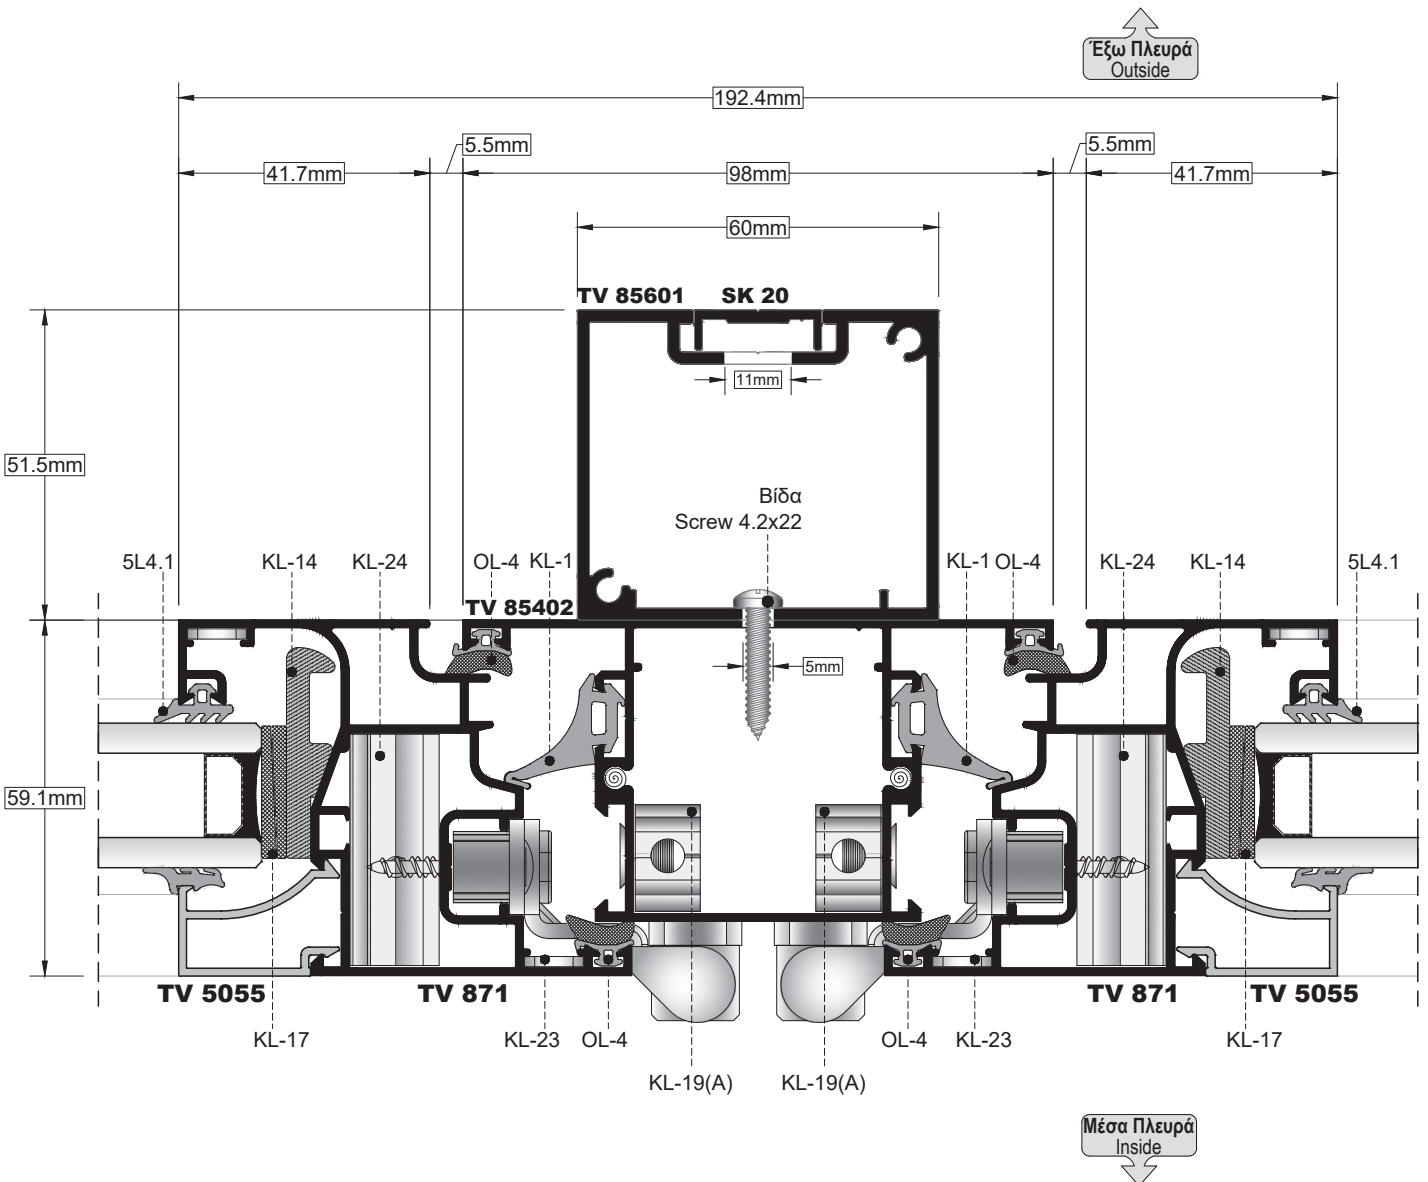 Έξω Πλευρά
Outside
192.4mm
5.5mm
5.5mm
41.7mm
98mm
41.7mm
60mm
TV 85601
SK 20
11mm
51.5mm
Βίδα
Screw 4.2x22
5L4.1
KL-14
KL-24
OL-4
KL-1
KL-1
OL-4
KL-24
KL-14
5L4.1
TV 85402
5mm
59.1mm
TV 5055
TV 871
TV 871
TV 5055
KL-17
KL-23
OL-4
OL-4
KL-23
KL-17
KL-19(A)
KL-19(A)
Μέσα Πλευρά
Inside